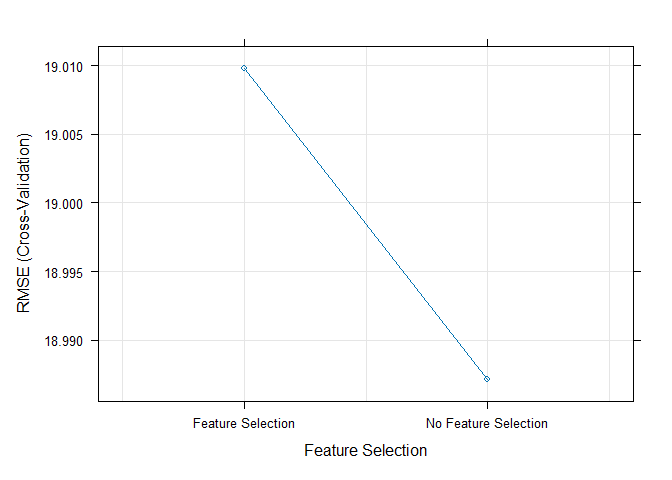 19.010
19.005
19.000
18.995
18.990
RMSE (Cross-Validation)
Feature Selection
No Feature Selection
Feature Selection